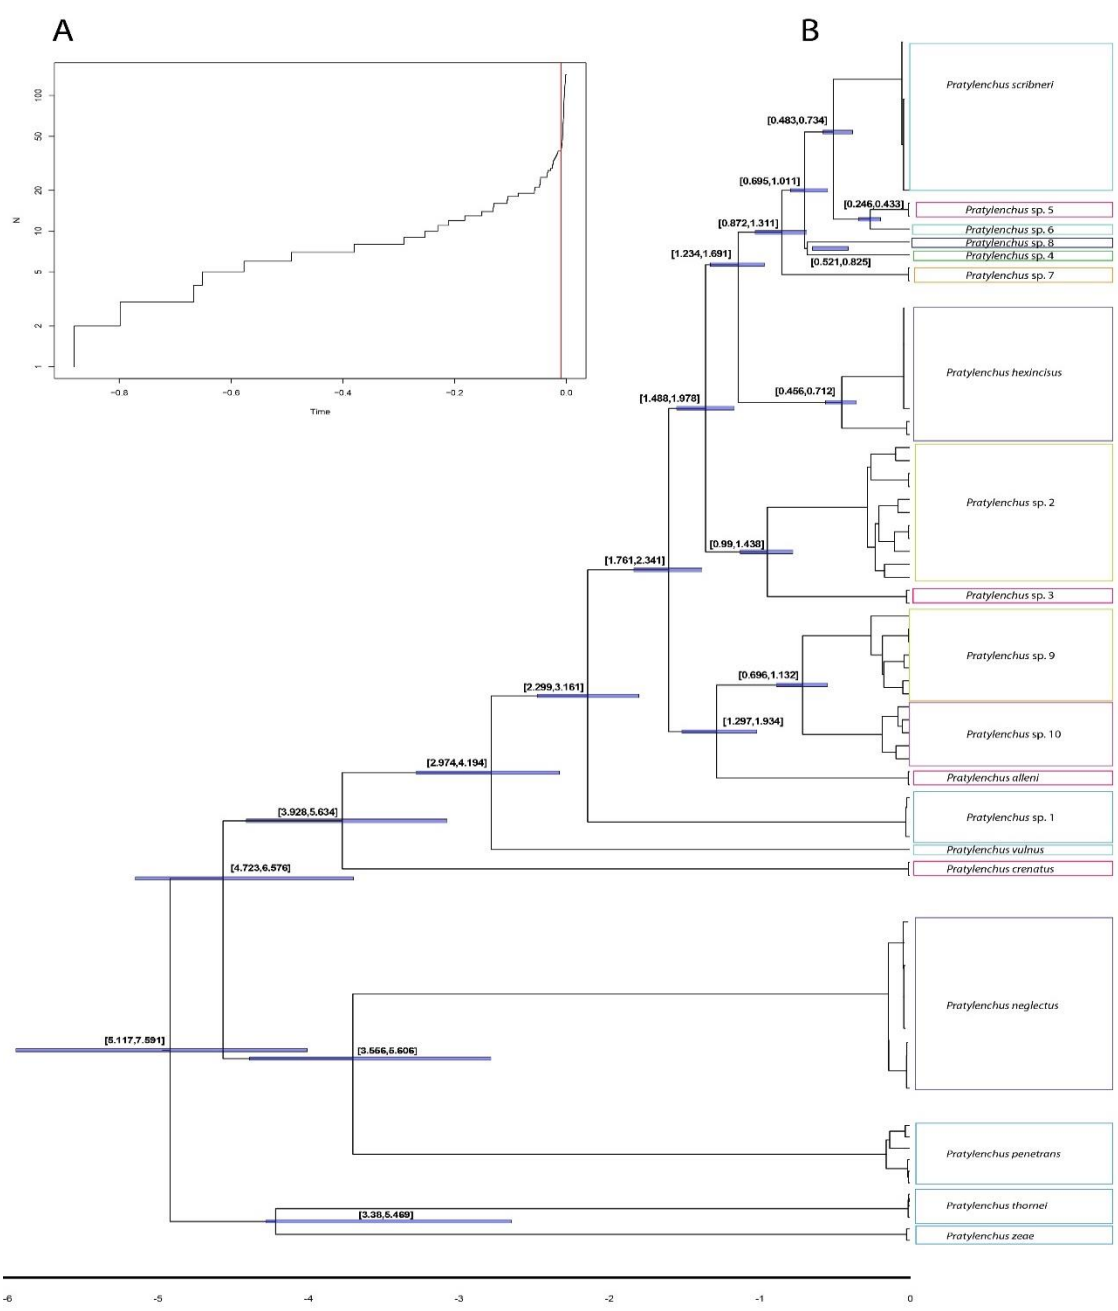 A
B
100
50
20
10
5
2
1
N
−0.8
−0.6
−0.4
−0.2
0.0
Time
Pratylenchus scribneri
[0.483,0.734]
[0.695,1.011]
[0.246,0.433]
Pratylenchus sp. 5
[0.872,1.311]
Pratylenchus sp. 6
Pratylenchus sp. 8
[1.234,1.691]
Pratylenchus sp. 4
[0.521,0.825]
Pratylenchus sp. 7
Pratylenchus hexincisus
[0.456,0.712]
[1.488,1.978]
Pratylenchus sp. 2
[0.99,1.438]
[1.761,2.341]
Pratylenchus sp. 3
Pratylenchus sp. 9
[0.696,1.132]
[2.299,3.161]
[1.297,1.934]
Pratylenchus sp. 10
[2.974,4.194]
Pratylenchus alleni
[3.928,5.634]
Pratylenchus sp. 1
Pratylenchus vulnus
[4.723,6.576]
Pratylenchus crenatus
Pratylenchus neglectus
[5.117,7.591]
[3.556,5.606]
Pratylenchus penetrans
Pratylenchus thornei
[3.38,5.469]
Pratylenchus zeae
-6
-5
-4
-3
-2
-1
0